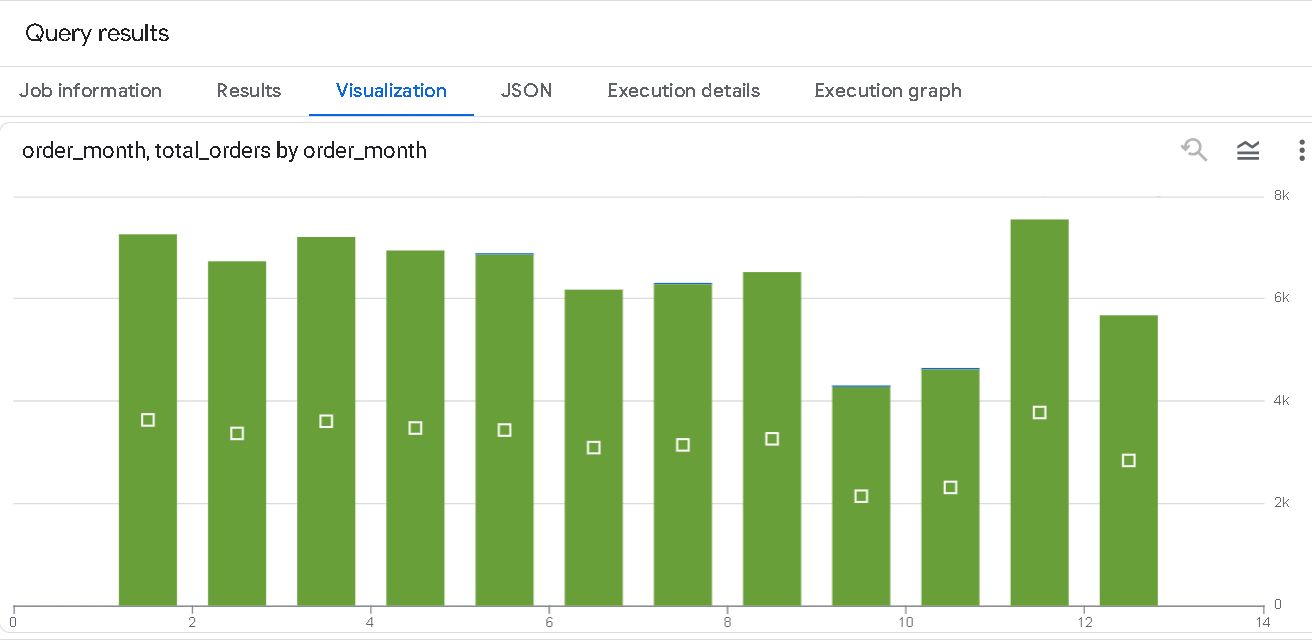 Query results
Job information Results Visualization JSON Execution details Execution graph
order_month, total_orders by order_month
8k
6k
4k
2k
0
0 2 4 6 8 10 12 14